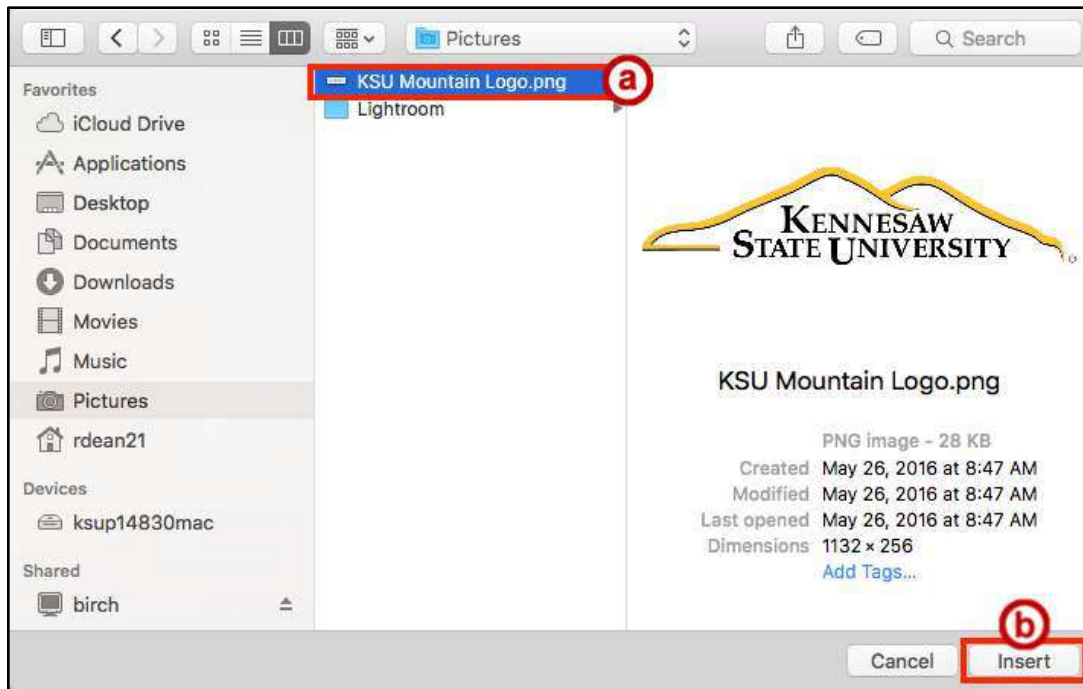 Pictures
Search
Favorites
iCloud Drive
Applications
Desktop
Documents
Downloads
Movies
Music
Pictures
rdean21
Devices
ksup14830mac
Shared
birch
KSU Mountain Logo.png
a
Lightroom
KENNESAW
STATE UNIVERSITY
®
KSU Mountain Logo.png
PNG image - 28 KB
Created May 26, 2016 at 8:47 AM
Modified May 26, 2016 at 8:47 AM
Last opened May 26, 2016 at 8:47 AM
Dimensions 1132 × 256
Add Tags...
b
Cancel
Insert